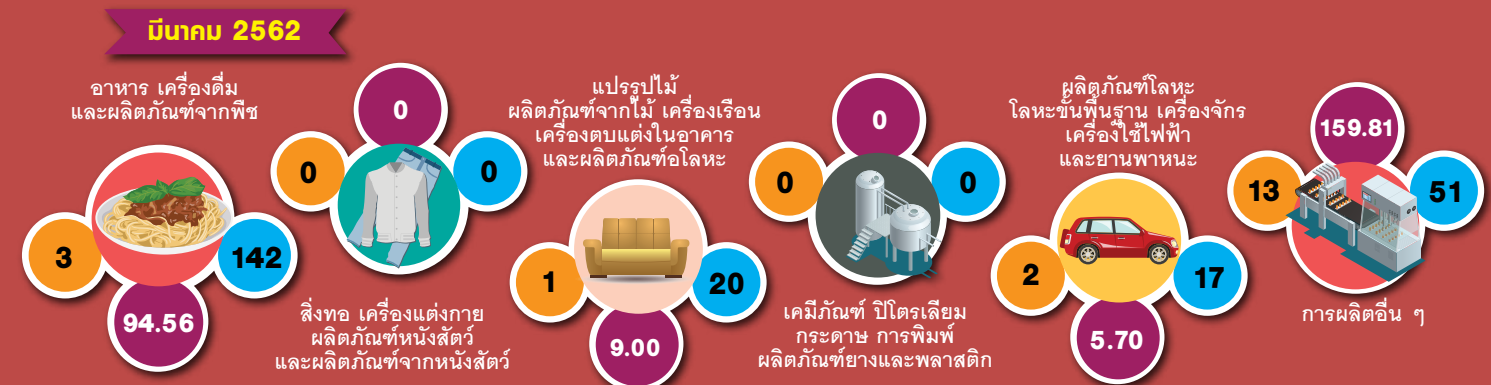 มีนาคม 2562
อาหาร เครื่องดื่ม
และผลิตภัณฑ์จากพืช
3
142
94.56
0
0
0
สิ่งทอ เครื่องแต่งกาย
ผลิตภัณฑ์หนังสัตว์
และผลิตภัณฑ์จากหนังสัตว์
แปรรูปไม้
ผลิตภัณฑ์จากไม้ เครื่องเรือน
เครื่องตบแต่งในอาคาร
และผลิตภัณฑ์อโลหะ
1
20
9.00
0
0
0
เคมีภัณฑ์ ปิโตรเลียม
กระดาษ การพิมพ์
ผลิตภัณฑ์ยางและพลาสติก
ผลิตภัณฑ์โลหะ
โลหะขั้นพื้นฐาน เครื่องจักร
เครื่องใช้ไฟฟ้า
และยานพาหนะ
2
17
5.70
159.81
13
51
การผลิตอื่น ๆ